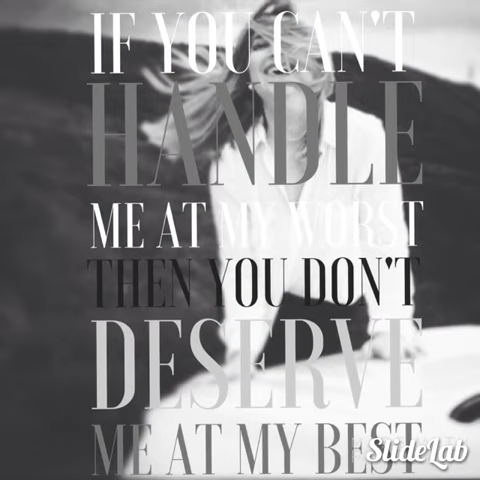 IF YOU CAN'T
HANDLE
ME AT MY WORST
THEN YOU DON'T
DESERVE
ME AT MY BEST
SlideLab